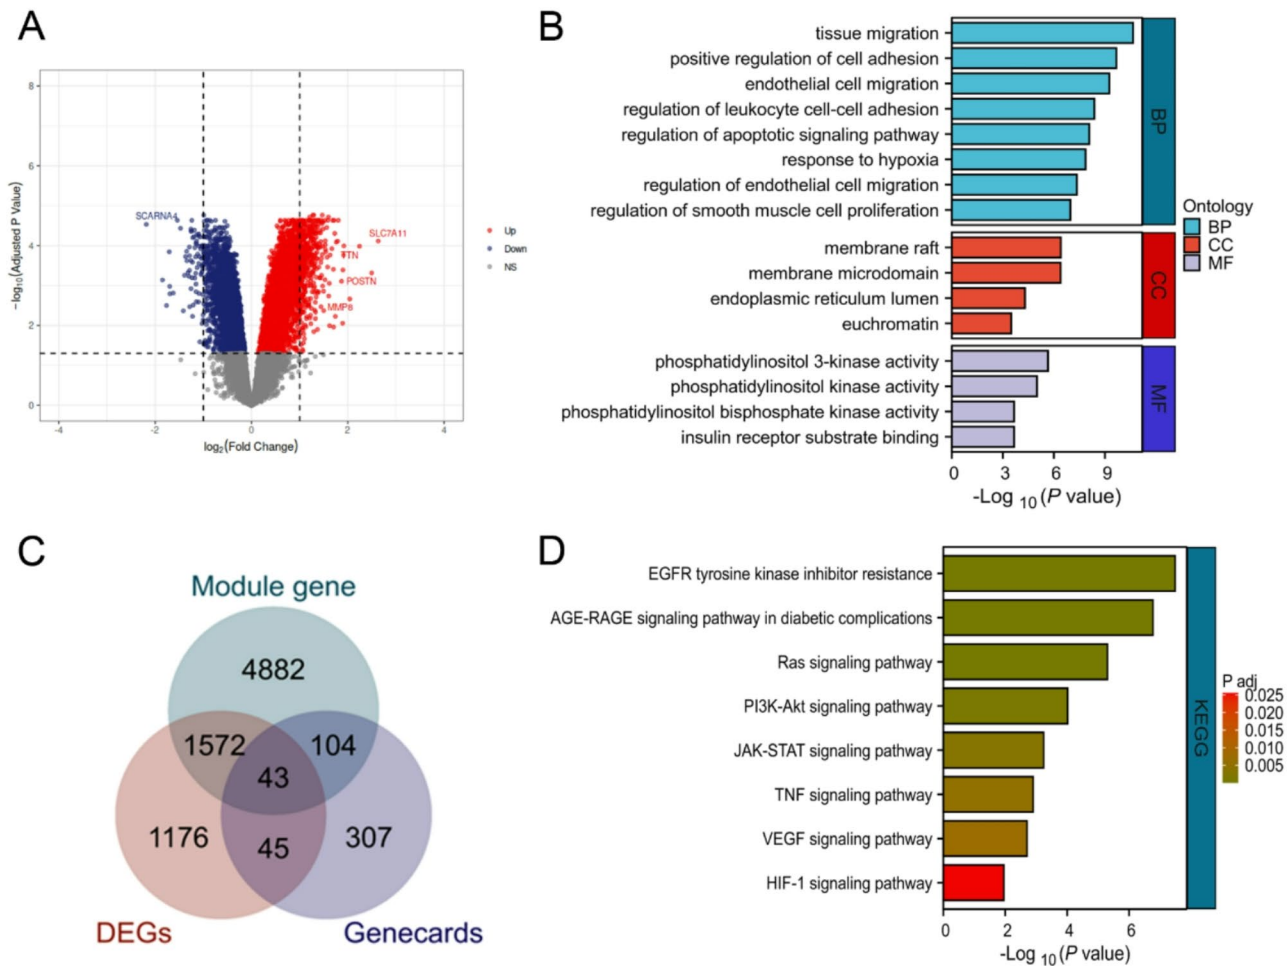 A
8
6
4
2
0
-4
-2
0
2
4
−log10(Adjusted P Value)
log2(Fold Change)
SCARNA4
SLC7A11
PTN
POSTN
MMP8
Up
Down
NS
B
tissue migration
positive regulation of cell adhesion
endothelial cell migration
regulation of leukocyte cell-cell adhesion
regulation of apoptotic signaling pathway
response to hypoxia
regulation of endothelial cell migration
regulation of smooth muscle cell proliferation
BP
membrane raft
membrane microdomain
endoplasmic reticulum lumen
euchromatin
CC
phosphatidylinositol 3-kinase activity
phosphatidylinositol kinase activity
phosphatidylinositol bisphosphate kinase activity
insulin receptor substrate binding
MF
0 3 6 9
-Log 10 (P value)
Ontology
BP
CC
MF
C
Module gene
4882
1572
104
43
1176
45
307
DEGs
Genecards
D
EGFR tyrosine kinase inhibitor resistance
AGE-RAGE signaling pathway in diabetic complications
Ras signaling pathway
PI3K-Akt signaling pathway
JAK-STAT signaling pathway
TNF signaling pathway
VEGF signaling pathway
HIF-1 signaling pathway
KEGG
0 2 4 6
-Log 10 (P value)
P adj
0.025
0.020
0.015
0.010
0.005